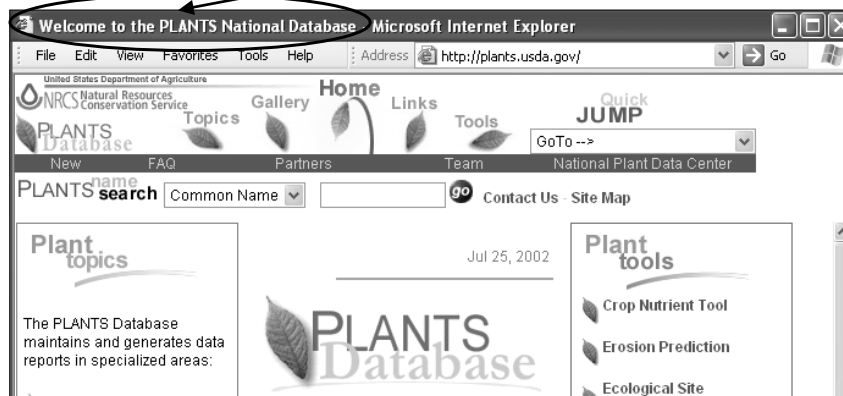 Welcome to the PLANTS National Database - Microsoft Internet Explorer
File Edit View Favorites Tools Help Address http://plants.usda.gov/ Go
United States Department of Agriculture
NRCS Natural Resources Conservation Service
PLANTS Database
Topics Gallery Home Links Tools
Quick JUMP
GoTo -->
New FAQ Partners Team National Plant Data Center
PLANTS name search Common Name go Contact Us - Site Map
Plant topics
The PLANTS Database
maintains and generates data
reports in specialized areas:
Jul 25, 2002
PLANTS
Database
Plant tools
Crop Nutrient Tool
Erosion Prediction
Ecological Site